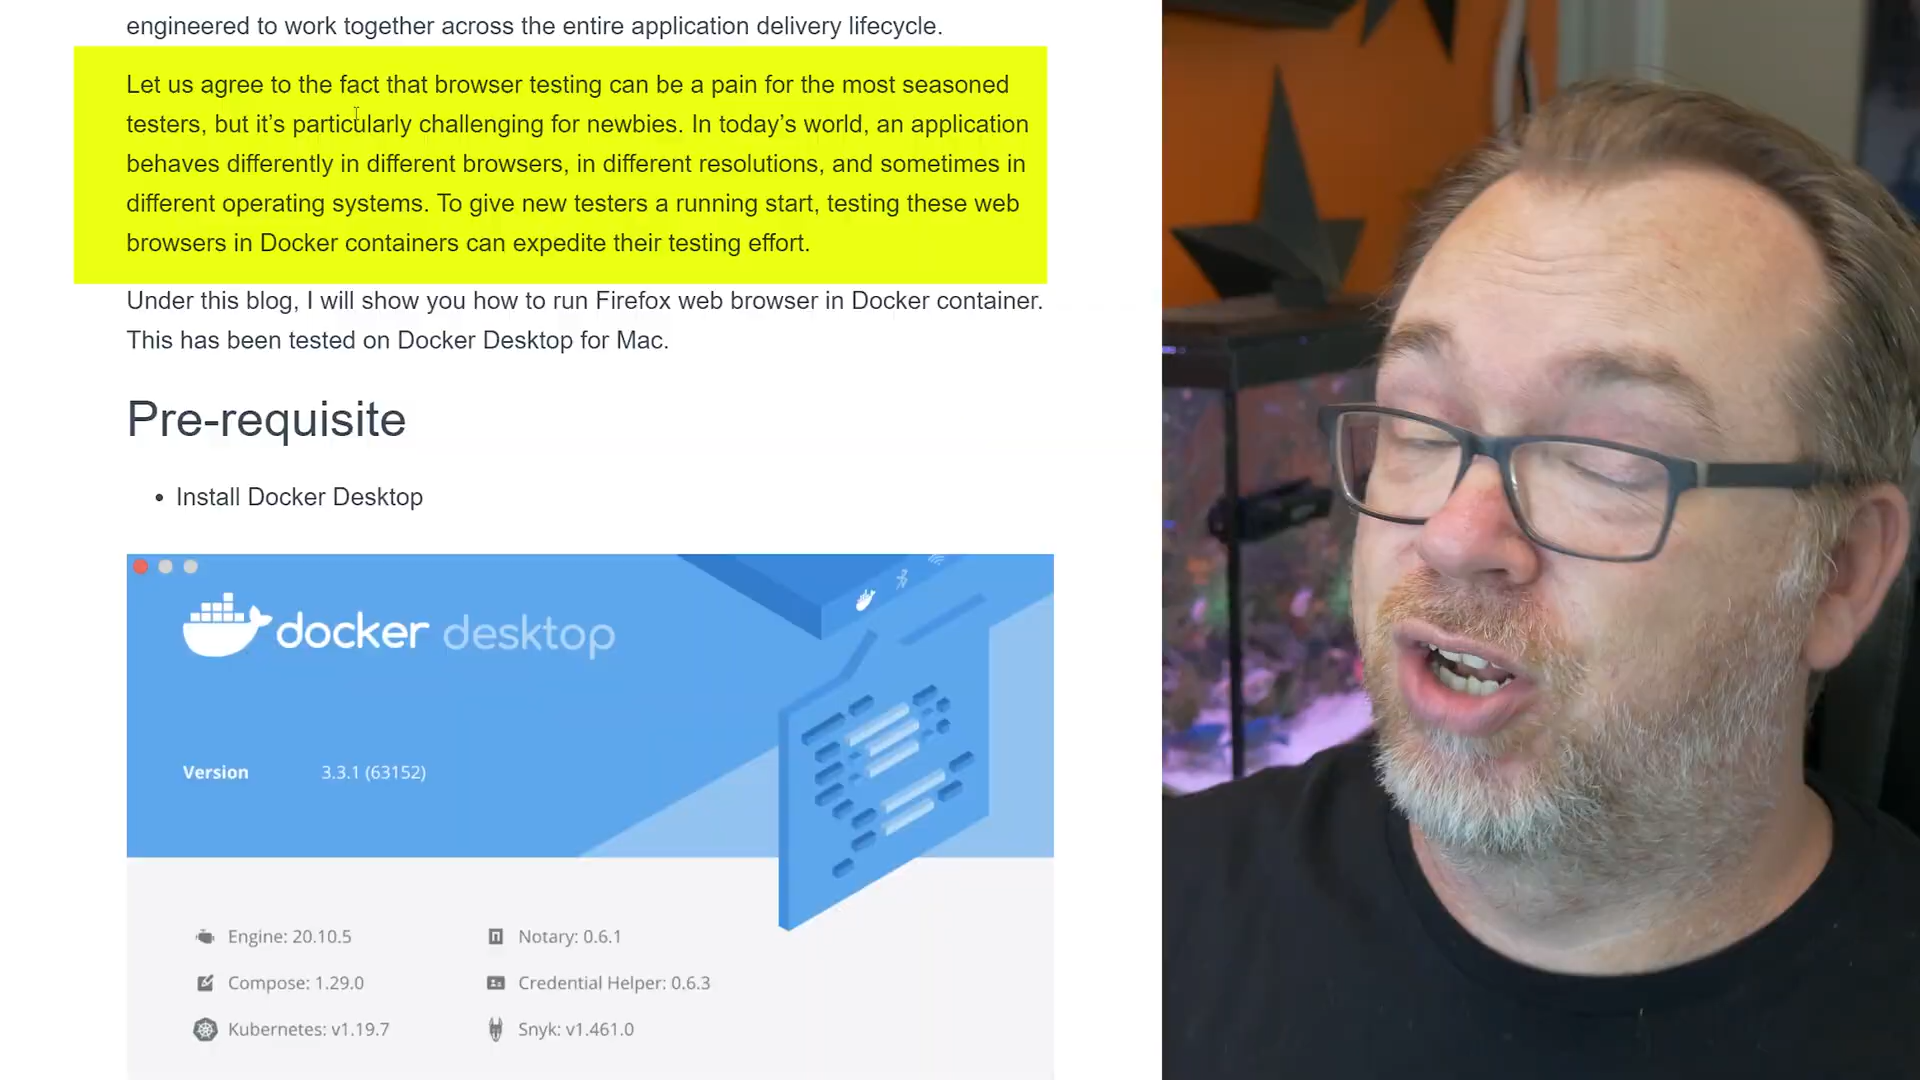 engineered to work together across the entire application delivery lifecycle.
Let us agree to the fact that browser testing can be a pain for the most seasoned
testers, but it’s particularly challenging for newbies. In today’s world, an application
behaves differently in different browsers, in different resolutions, and sometimes in
different operating systems. To give new testers a running start, testing these web
browsers in Docker containers can expedite their testing effort.
Under this blog, I will show you how to run Firefox web browser in Docker container.
This has been tested on Docker Desktop for Mac.
Pre-requisite
• Install Docker Desktop
docker desktop
Version 3.3.1 (63152)
Engine: 20.10.5 Notary: 0.6.1
Compose: 1.29.0 Credential Helper: 0.6.3
Kubernetes: v1.19.7 Snyk: v1.461.0